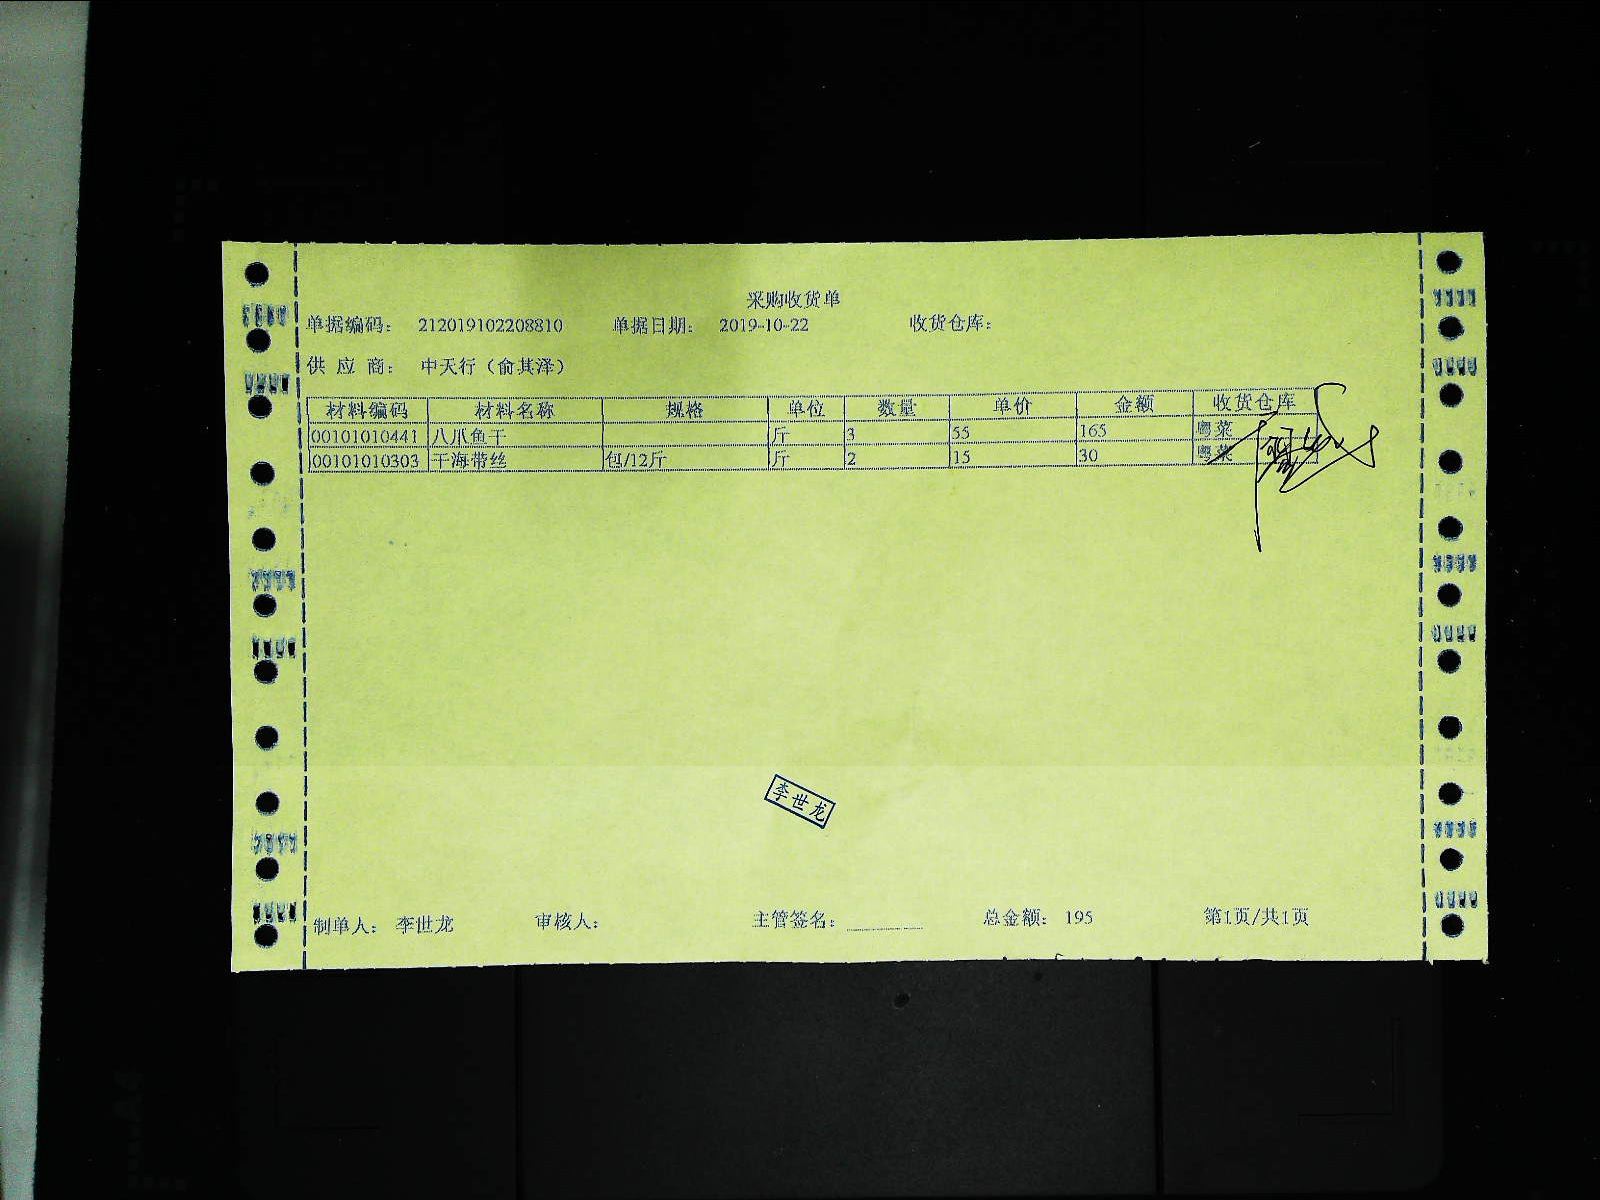 采购收货单
单据编码： 212019102208810 单据日期： 2019-10-22 收货仓库：
供 应 商： 中天行（俞其泽）
材料编码 材料名称 规格 单位 数量 单价 金额 收货仓库
00101010441 八爪鱼干 斤 3 55 165 粤菜
00101010303 干海带丝 包/12斤 斤 2 15 30 粤菜
李世龙
制单人： 李世龙 审核人： 主管签名： 总金额： 195 第1页/共1页